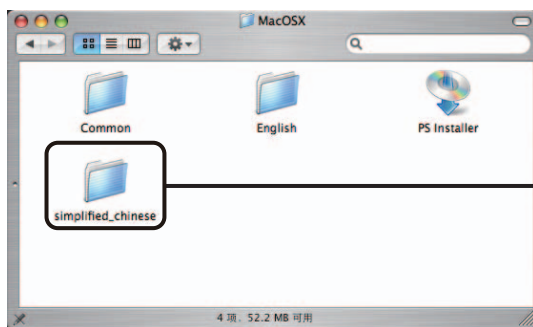 MacOSX
Common
English
PS Installer
simplified_chinese
4 项, 52.2 MB 可用